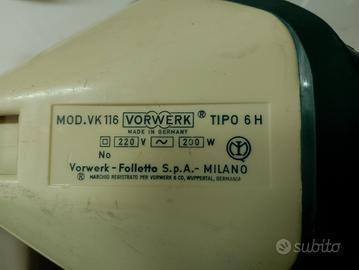 MOD.VK 116 VORWERK ® TIPO 6 H
MADE IN GERMANY
220 V ~ 200 W
No
Vorwerk - Folletto S.p.A. - MILANO
® MARCHIO REGISTRATO PER VORWERK & CO, WUPPERTAL, GERMANIA
subito